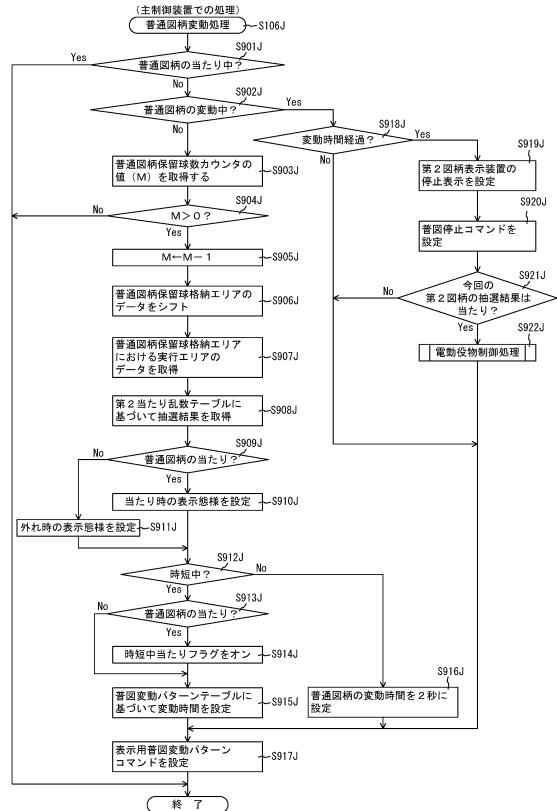 (主制御装置での処理)
普通図柄変動処理
S106J
S901J
普通図柄の当たり中?
Yes
No
S902J
普通図柄の変動中?
Yes
No
S903J
普通図柄保留球数カウンタの
値(M)を取得する
S904J
M>0?
No
Yes
S905J
M←M−1
S906J
普通図柄保留球格納エリアの
データをシフト
S907J
普通図柄保留球格納エリア
における実行エリアの
データを取得
S908J
第2当たり乱数テーブルに
基づいて抽選結果を取得
S909J
普通図柄の当たり?
No
Yes
S910J
当たり時の表示態様を設定
S911J
外れ時の表示態様を設定
S912J
時短中?
No
Yes
S913J
普通図柄の当たり?
No
Yes
S914J
時短中当たりフラグをオン
S915J
普図変動パターンテーブルに
基づいて変動時間を設定
S916J
普通図柄の変動時間を2秒に
設定
S917J
表示用普図変動パターン
コマンドを設定
終 了
S918J
変動時間経過?
Yes
No
S919J
第2図柄表示装置の
停止表示を設定
S920J
普図停止コマンドを
設定
S921J
今回の
第2図柄の抽選結果は
当たり?
No
Yes
S922J
電動役物制御処理